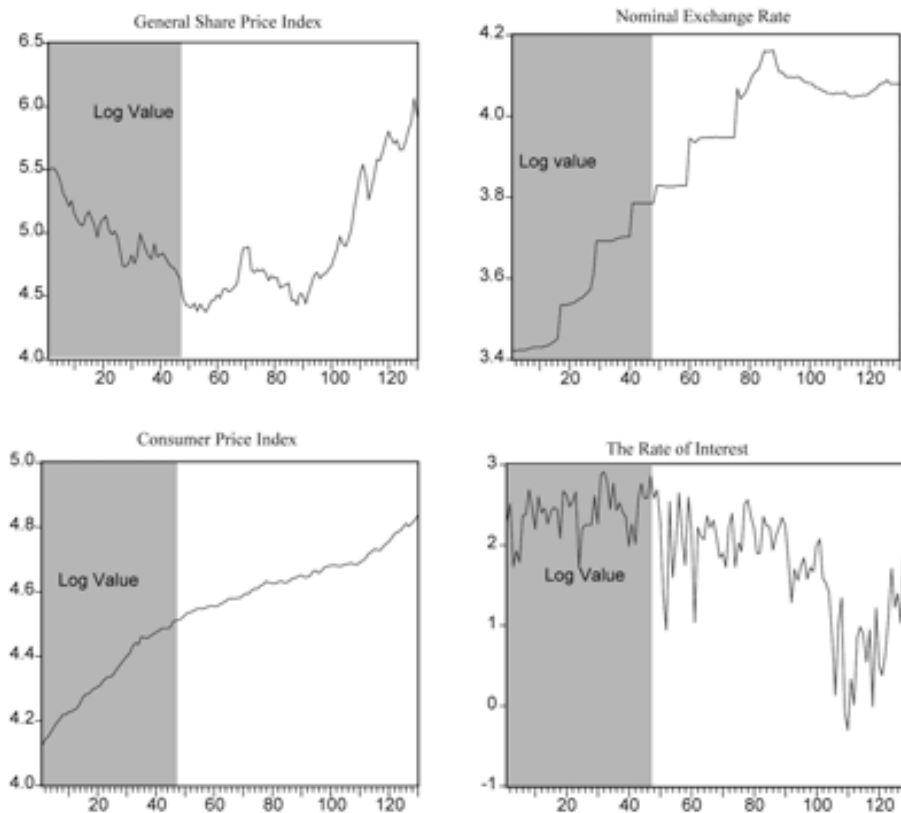 General Share Price Index
6.5
6.0
5.5
5.0
4.5
4.0
Log Value
20 40 60 80 100 120
Nominal Exchange Rate
4.2
4.0
3.8
3.6
3.4
Log value
20 40 60 80 100 120
Consumer Price Index
5.0
4.8
4.6
4.4
4.2
4.0
Log Value
20 40 60 80 100 120
The Rate of Interest
3
2
1
0
-1
Log Value
20 40 60 80 100 120